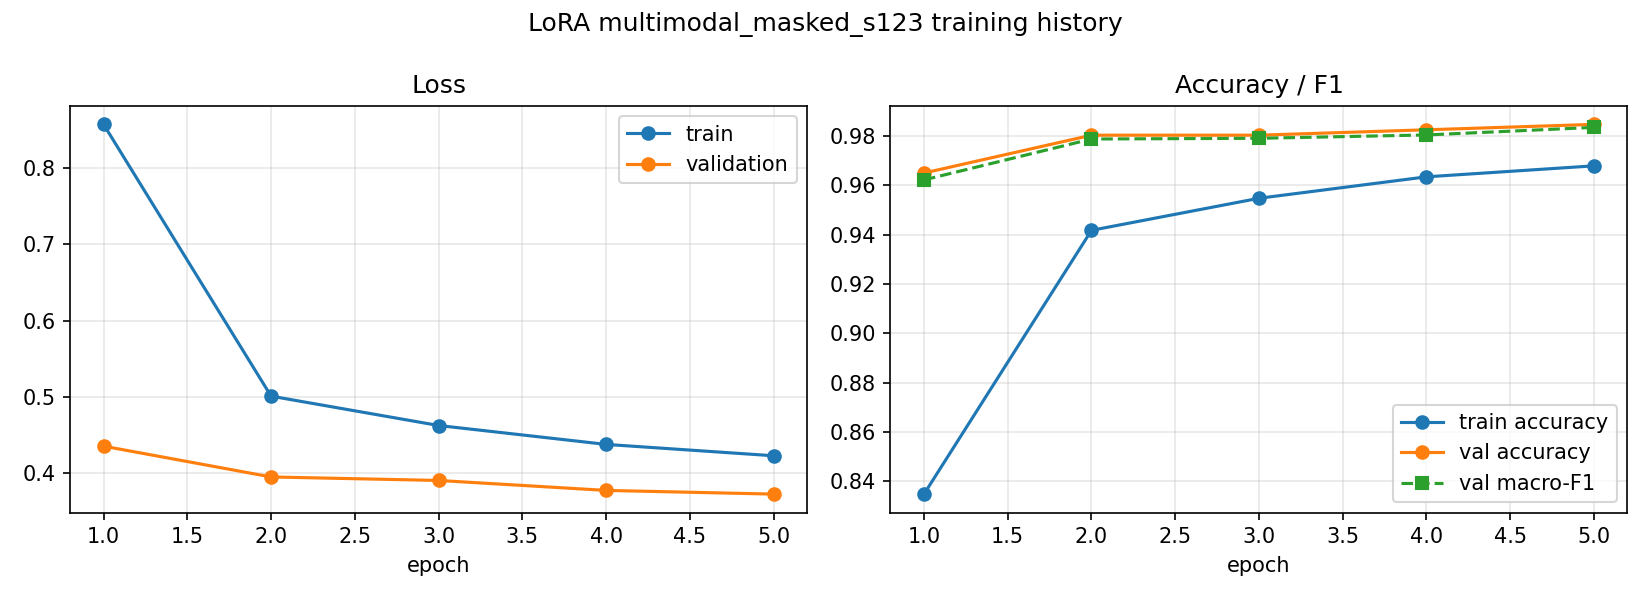 LoRA multimodal_masked_s123 training history
Loss
train
validation
0.8
0.7
0.6
0.5
0.4
1.0 1.5 2.0 2.5 3.0 3.5 4.0 4.5 5.0
epoch
Accuracy / F1
0.98
0.96
0.94
0.92
0.90
0.88
0.86
0.84
train accuracy
val accuracy
val macro-F1
1.0 1.5 2.0 2.5 3.0 3.5 4.0 4.5 5.0
epoch